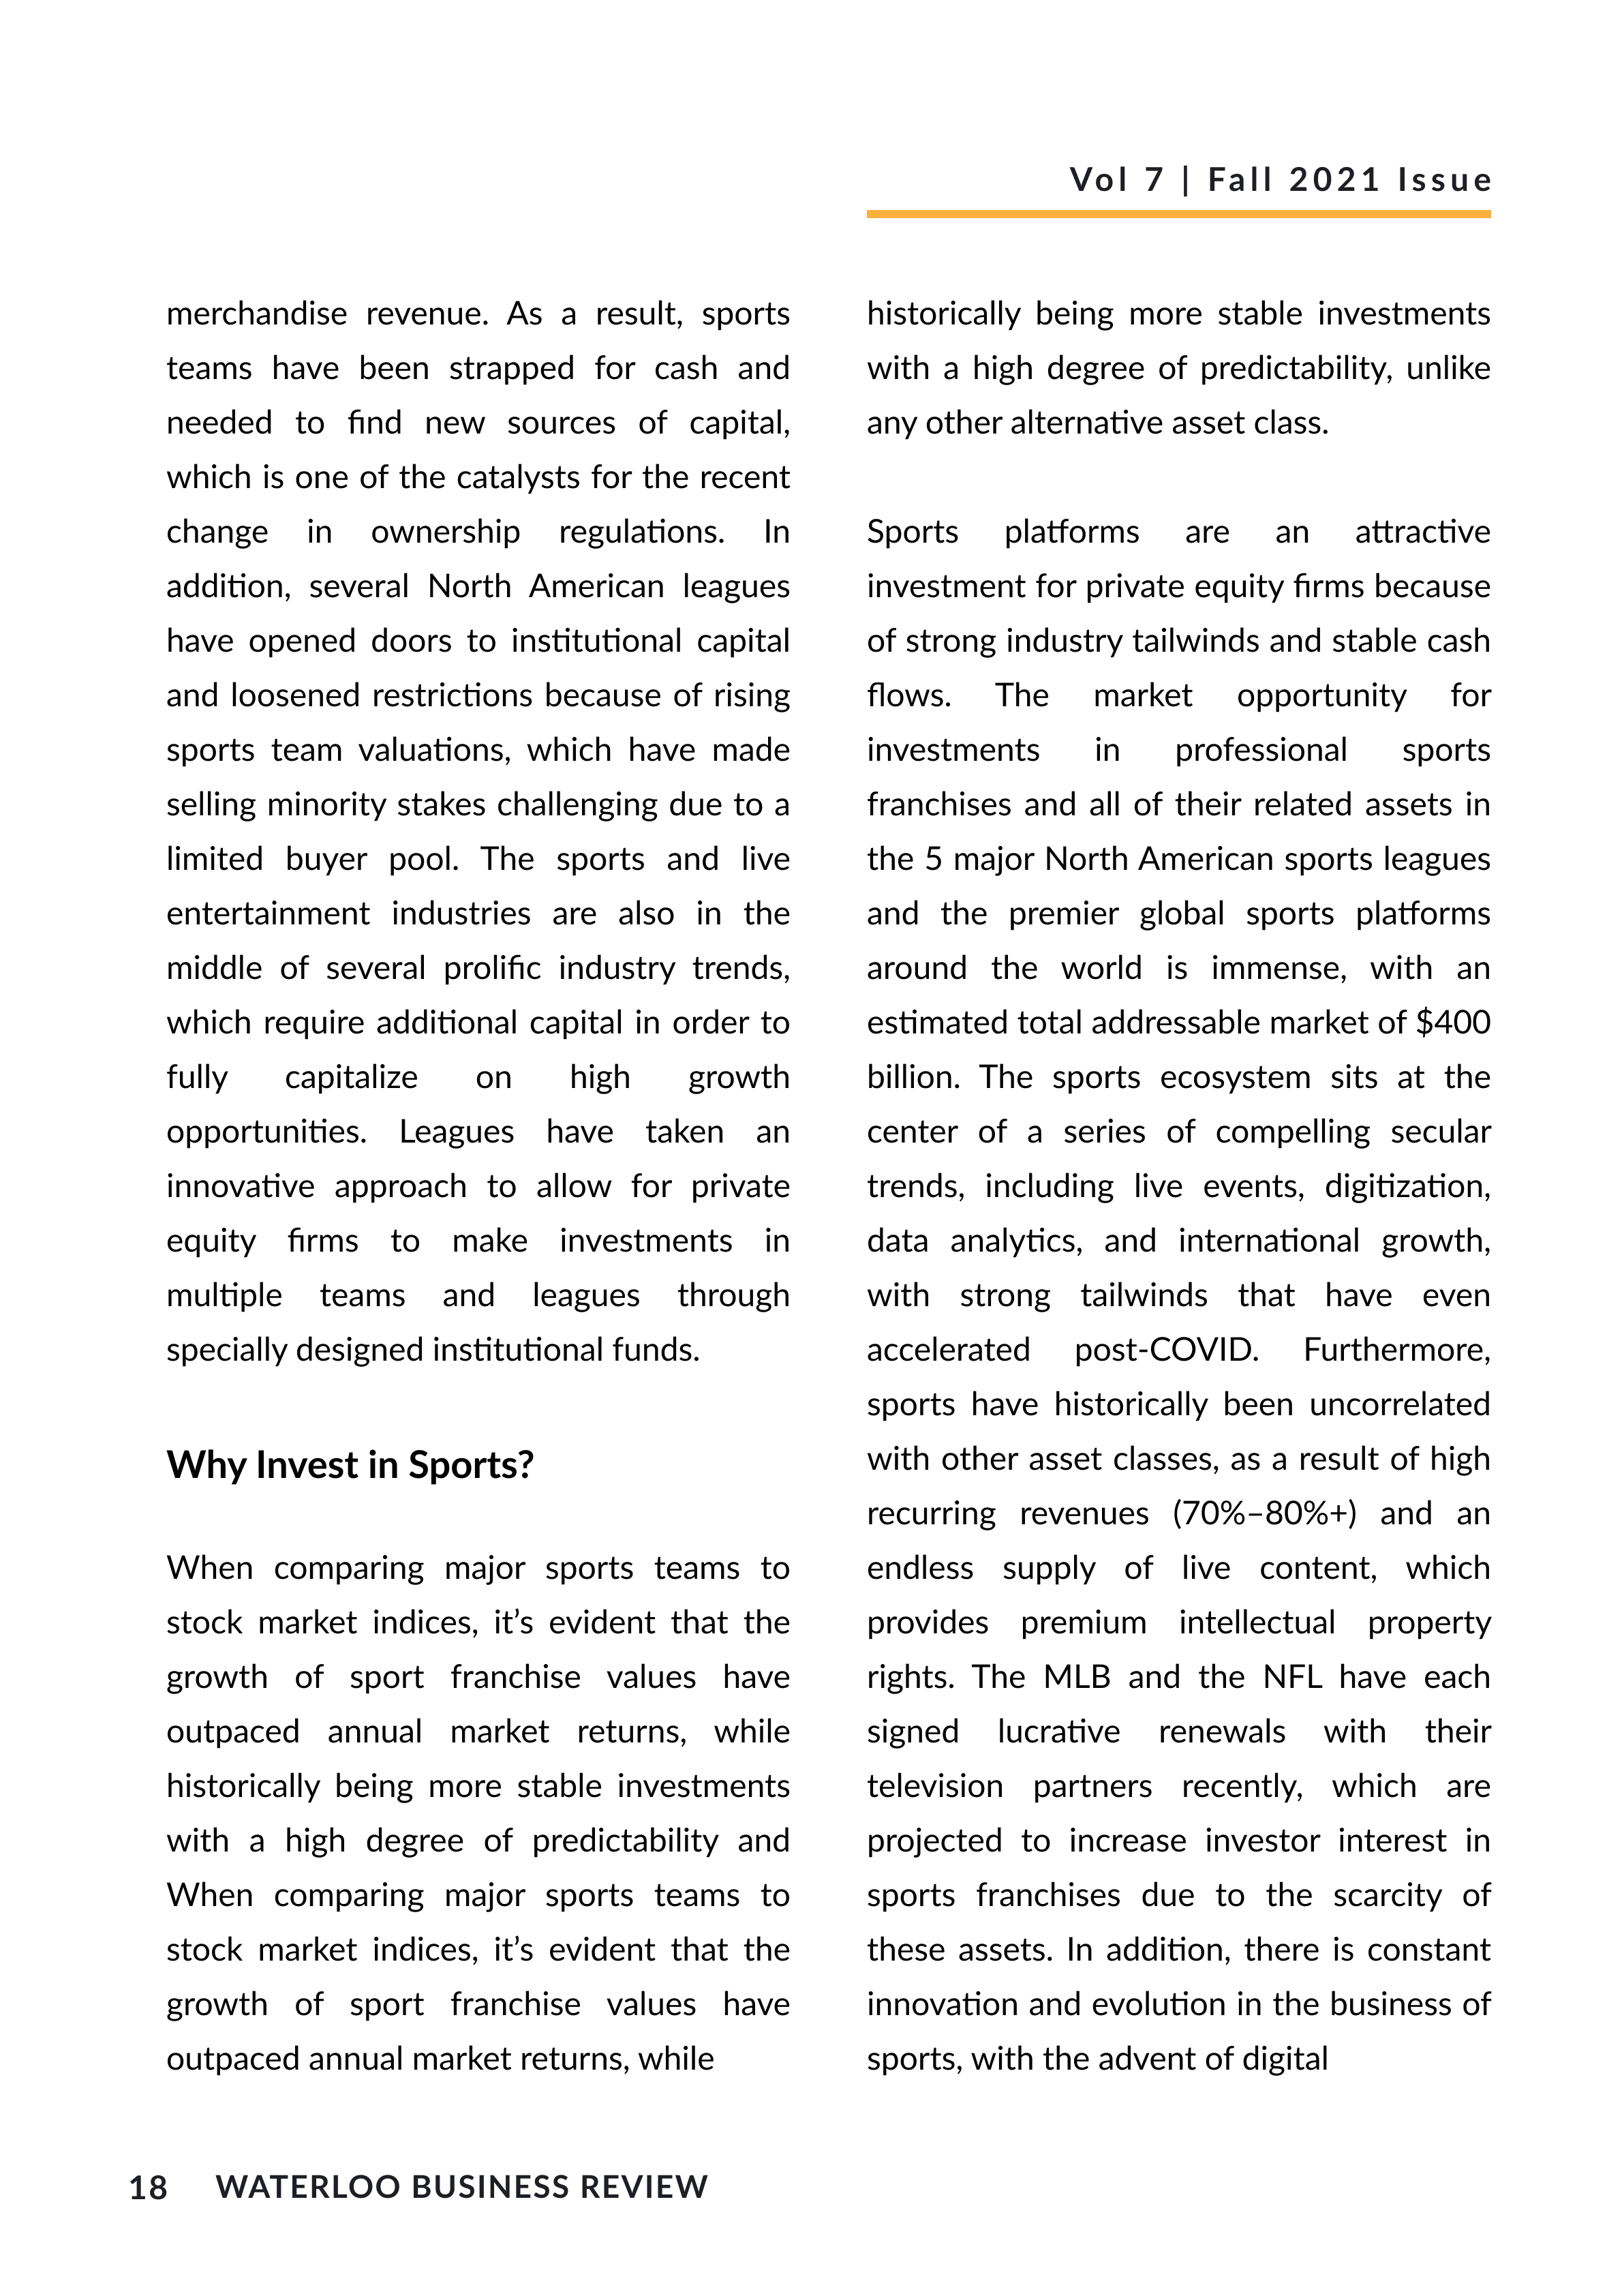 Vol 7 | Fall 2021 Issue
merchandise revenue. As a result, sports
teams have been strapped for cash and
needed to find new sources of capital,
which is one of the catalysts for the recent
change in ownership regulations. In
addition, several North American leagues
have opened doors to institutional capital
and loosened restrictions because of rising
sports team valuations, which have made
selling minority stakes challenging due to a
limited buyer pool. The sports and live
entertainment industries are also in the
middle of several prolific industry trends,
which require additional capital in order to
fully capitalize on high growth
opportunities. Leagues have taken an
innovative approach to allow for private
equity firms to make investments in
multiple teams and leagues through
specially designed institutional funds.
Why Invest in Sports?
When comparing major sports teams to
stock market indices, it’s evident that the
growth of sport franchise values have
outpaced annual market returns, while
historically being more stable investments
with a high degree of predictability and
When comparing major sports teams to
stock market indices, it’s evident that the
growth of sport franchise values have
outpaced annual market returns, while
historically being more stable investments
with a high degree of predictability, unlike
any other alternative asset class.
Sports platforms are an attractive
investment for private equity firms because
of strong industry tailwinds and stable cash
flows. The market opportunity for
investments in professional sports
franchises and all of their related assets in
the 5 major North American sports leagues
and the premier global sports platforms
around the world is immense, with an
estimated total addressable market of $400
billion. The sports ecosystem sits at the
center of a series of compelling secular
trends, including live events, digitization,
data analytics, and international growth,
with strong tailwinds that have even
accelerated post-COVID. Furthermore,
sports have historically been uncorrelated
with other asset classes, as a result of high
recurring revenues (70%–80%+) and an
endless supply of live content, which
provides premium intellectual property
rights. The MLB and the NFL have each
signed lucrative renewals with their
television partners recently, which are
projected to increase investor interest in
sports franchises due to the scarcity of
these assets. In addition, there is constant
innovation and evolution in the business of
sports, with the advent of digital
18 WATERLOO BUSINESS REVIEW